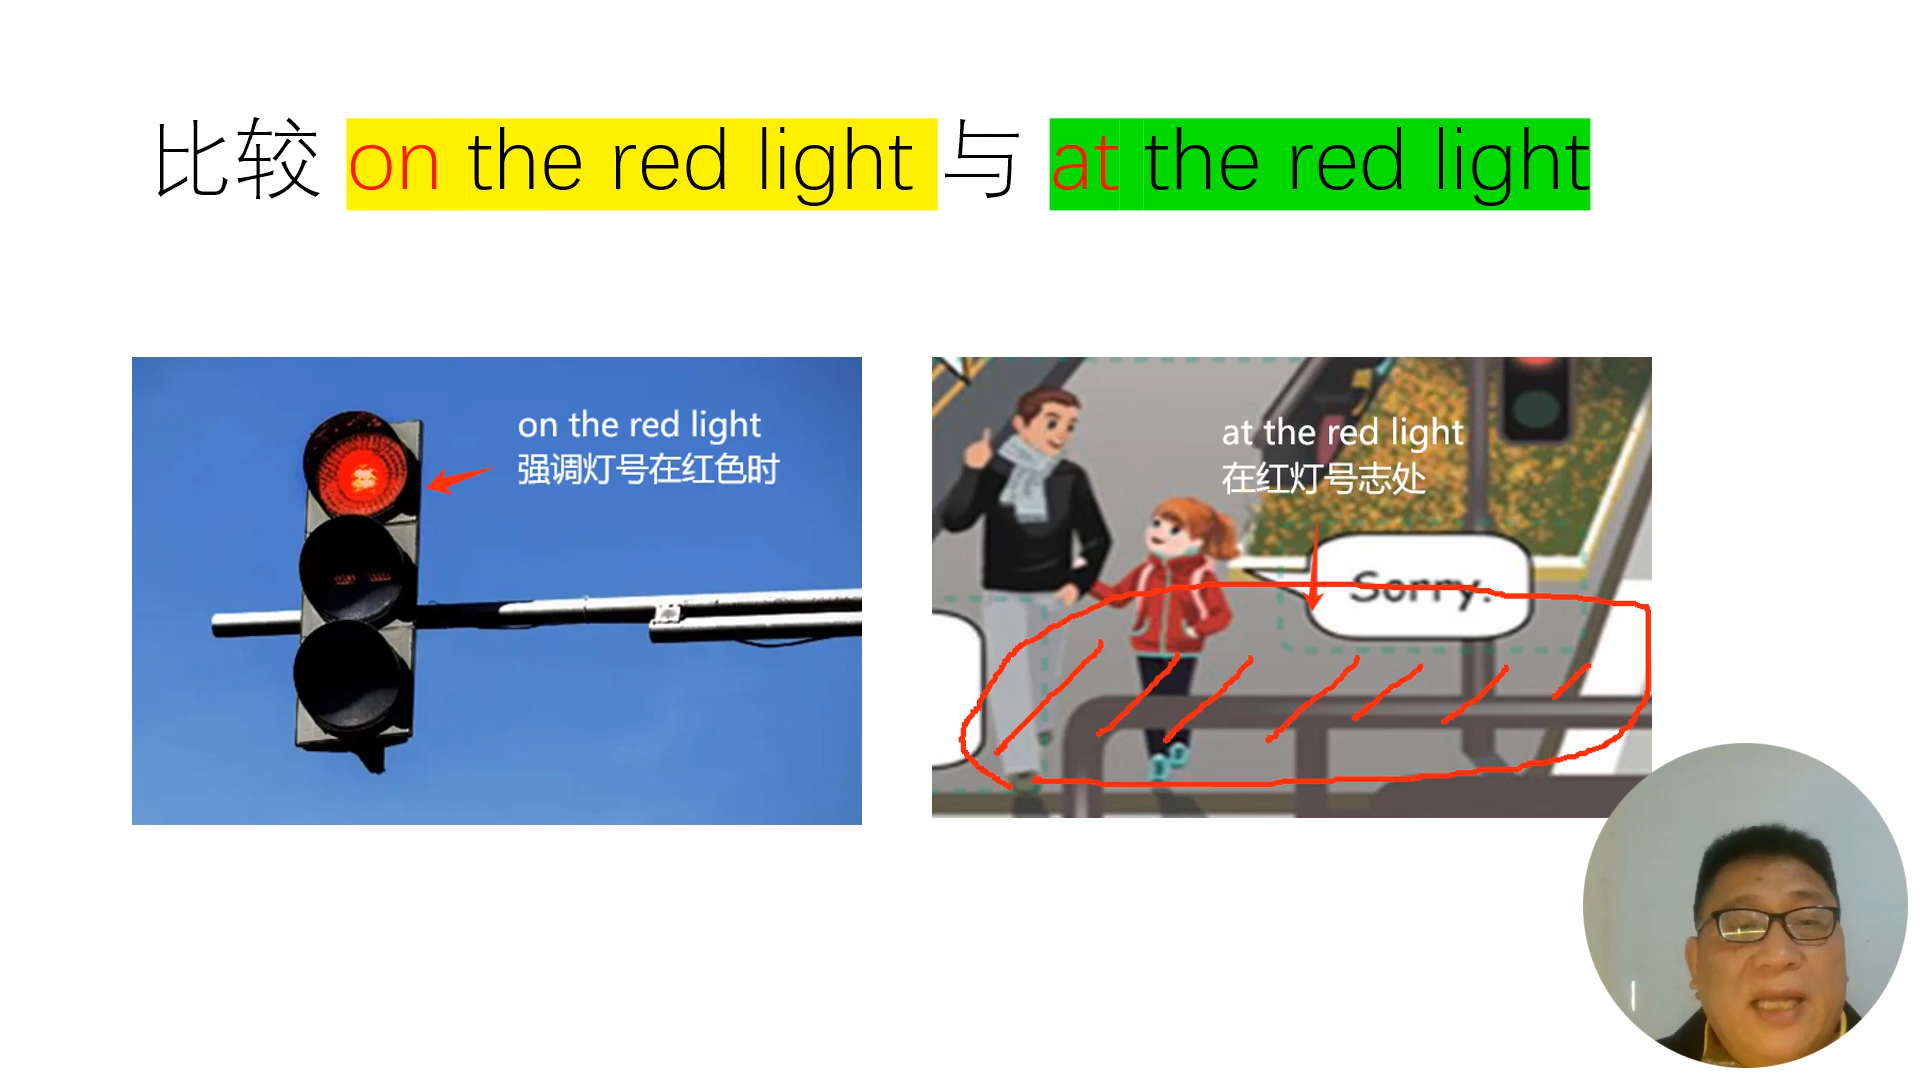 比较 on the red light 与 at the red light
on the red light
强调灯号在红色时
at the red light
在红灯号志处
Sorry.